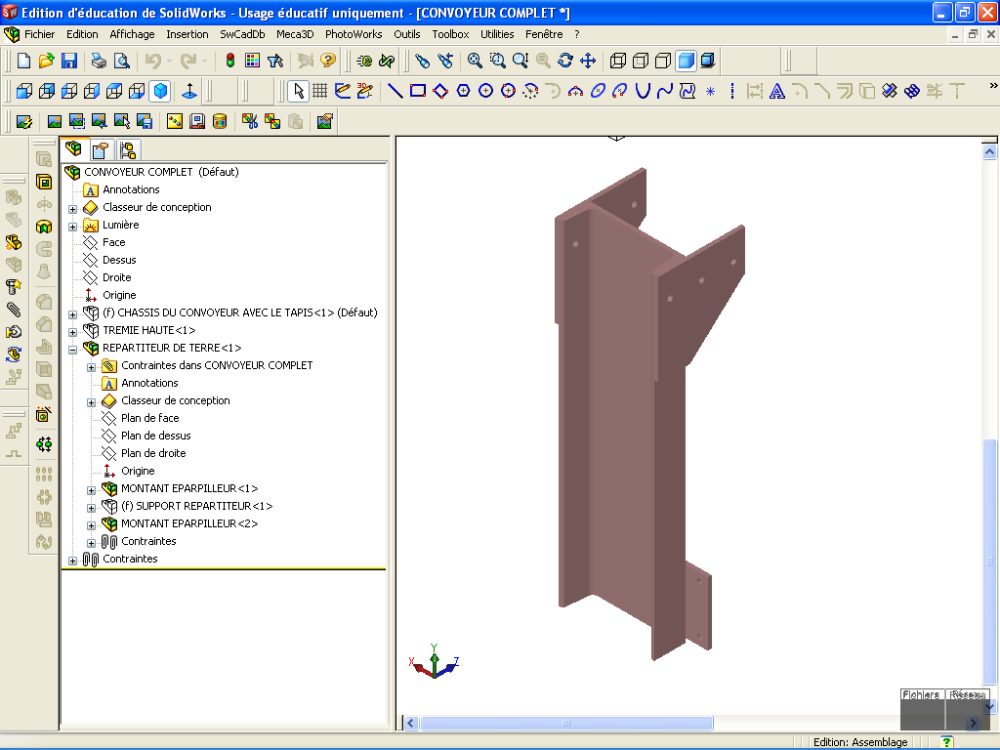 Edition d'éducation de SolidWorks - Usage éducatif uniquement - [CONVOYEUR COMPLET *]
Fichier Edition Affichage Insertion SwCadDb Meca3D PhotoWorks Outils Toolbox Utilities Fenêtre ?
CONVOYEUR COMPLET (Défaut)
Annotations
Classeur de conception
Lumière
Face
Dessus
Droite
Origine
(f) CHASSIS DU CONVOYEUR AVEC LE TAPIS<1> (Défaut)
TREMIE HAUTE<1>
REPARTITEUR DE TERRE<1>
Contraintes dans CONVOYEUR COMPLET
Annotations
Classeur de conception
Plan de face
Plan de dessus
Plan de droite
Origine
MONTANT EPARPILLEUR<1>
(f) SUPPORT REPARTITEUR<1>
MONTANT EPARPILLEUR<2>
Contraintes
Contraintes
Y
X
Z
Fichiers Réseau
Edition: Assemblage